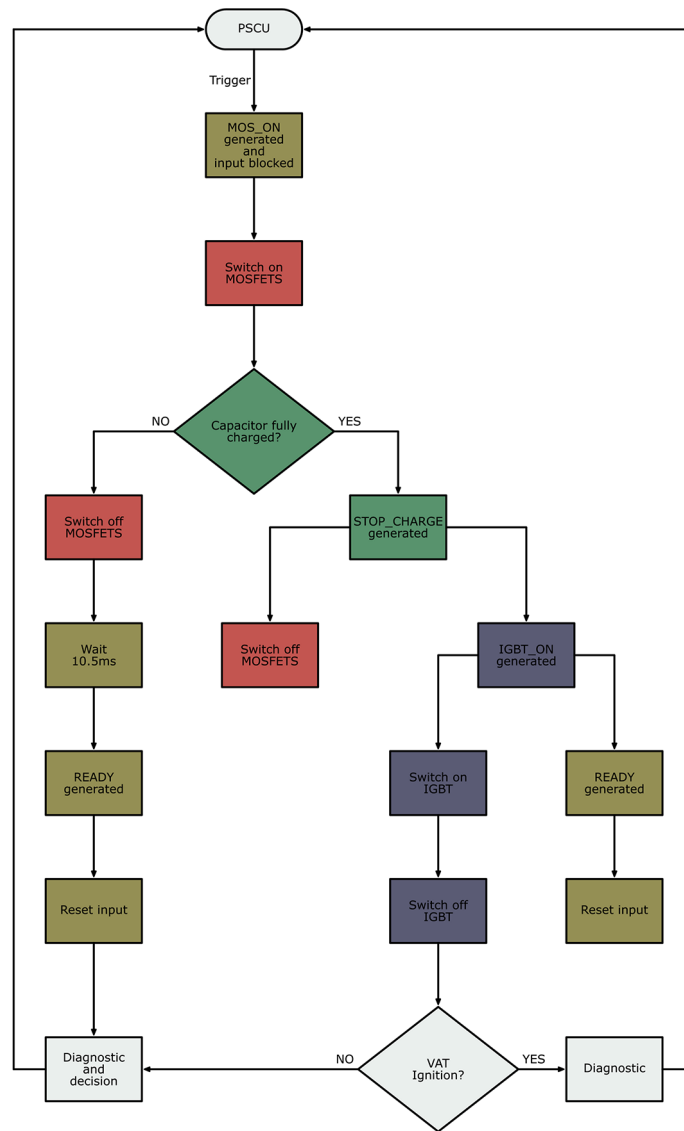 PSCU
Trigger
MOS_ON
generated
and
input blocked
Switch on
MOSFETS
Capacitor fully
charged?
NO
YES
Switch off
MOSFETS
STOP_CHARGE
generated
Wait
10.5ms
Switch off
MOSFETS
IGBT_ON
generated
READY
generated
Switch on
IGBT
READY
generated
Reset input
Switch off
IGBT
Reset input
Diagnostic
and
decision
NO
VAT
Ignition?
YES
Diagnostic